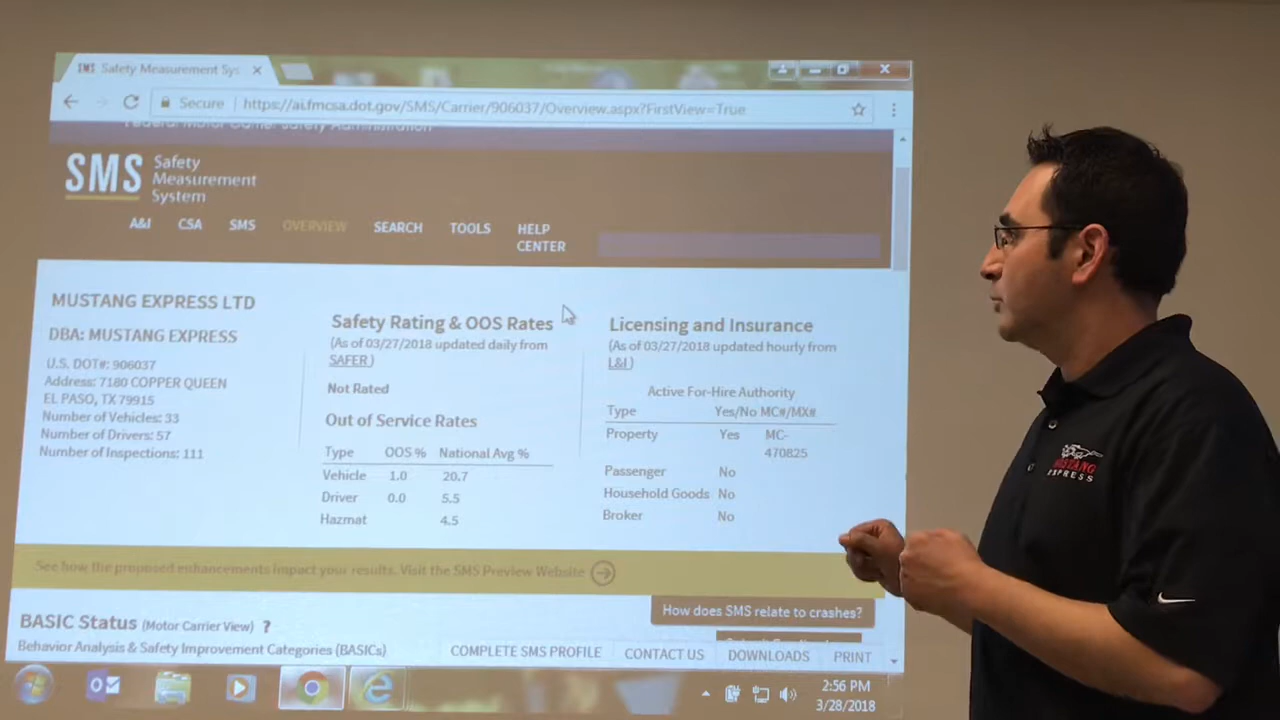 SMS Safety Measurement Sys
Secure https://ai.fmcsa.dot.gov/SMS/Carrier/906037/Overview.aspx?FirstView=True
Federal Motor Carrier Safety Administration
SMS Safety
Measurement
System
A&I CSA SMS OVERVIEW SEARCH TOOLS HELP
CENTER
MUSTANG EXPRESS LTD
DBA: MUSTANG EXPRESS
U.S. DOT#: 906037
Address: 7180 COPPER QUEEN
EL PASO, TX 79915
Number of Vehicles: 33
Number of Drivers: 57
Number of Inspections: 111
Safety Rating & OOS Rates
(As of 03/27/2018 updated daily from
SAFER)
Not Rated
Out of Service Rates
Type OOS % National Avg %
Vehicle 1.0 20.7
Driver 0.0 5.5
Hazmat 4.5
Licensing and Insurance
(As of 03/27/2018 updated hourly from
L&I)
Active For-Hire Authority
Type Yes/No MC#/MX#
Property Yes MC-
470825
Passenger No
Household Goods No
Broker No
See how the proposed enhancements impact your results. Visit the SMS Preview Website
BASIC Status (Motor Carrier View) ?
Behavior Analysis & Safety Improvement Categories (BASICs)
How does SMS relate to crashes?
COMPLETE SMS PROFILE CONTACT US DOWNLOADS PRINT
2:56 PM
3/28/2018
MUSTANG
EXPRESS